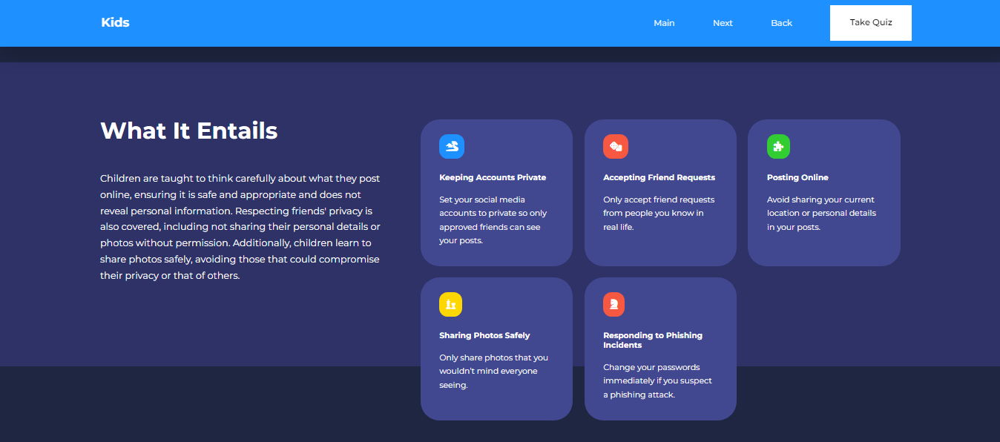 Kids
Main
Next
Back
Take Quiz
What It Entails
Children are taught to think carefully about what they post
online, ensuring it is safe and appropriate and does not
reveal personal information. Respecting friends' privacy is
also covered, including not sharing their personal details or
photos without permission. Additionally, children learn to
share photos safely, avoiding those that could compromise
their privacy or that of others.
Keeping Accounts Private
Set your social media
accounts to private so only
approved friends can see
your posts.
Accepting Friend Requests
Only accept friend requests
from people you know in
real life.
Posting Online
Avoid sharing your current
location or personal details
in your posts.
Sharing Photos Safely
Only share photos that you
wouldn't mind everyone
seeing.
Responding to Phishing
Incidents
Change your passwords
immediately if you suspect
a phishing attack.